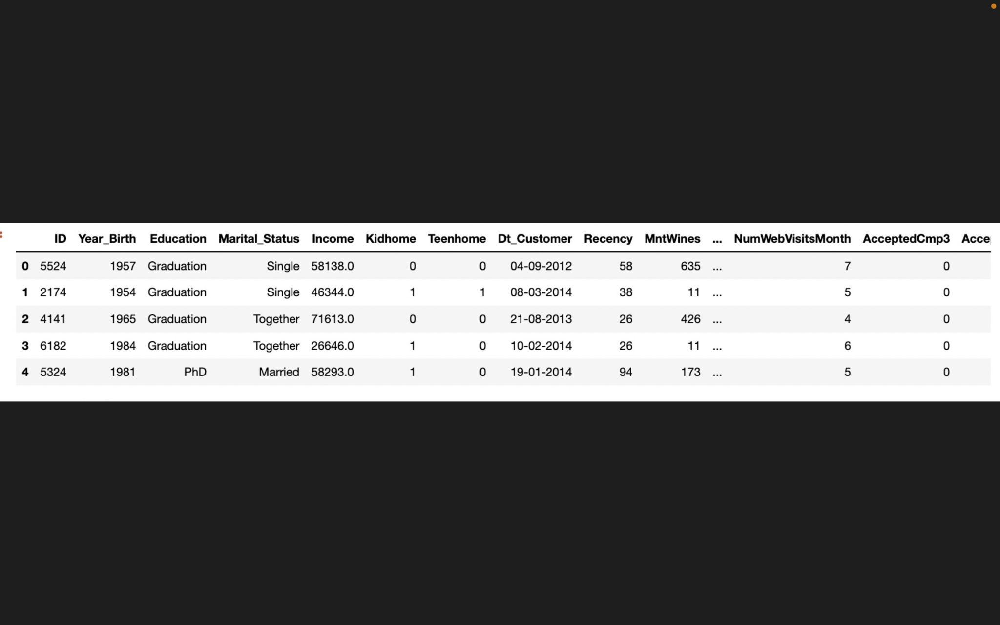 ID Year_Birth Education Marital_Status Income Kidhome Teenhome Dt_Customer Recency MntWines ... NumWebVisitsMonth AcceptedCmp3 Acce
0 5524 1957 Graduation Single 58138.0 0 0 04-09-2012 58 635 ... 7 0
1 2174 1954 Graduation Single 46344.0 1 1 08-03-2014 38 11 ... 5 0
2 4141 1965 Graduation Together 71613.0 0 0 21-08-2013 26 426 ... 4 0
3 6182 1984 Graduation Together 26646.0 1 0 10-02-2014 26 11 ... 6 0
4 5324 1981 PhD Married 58293.0 1 0 19-01-2014 94 173 ... 5 0